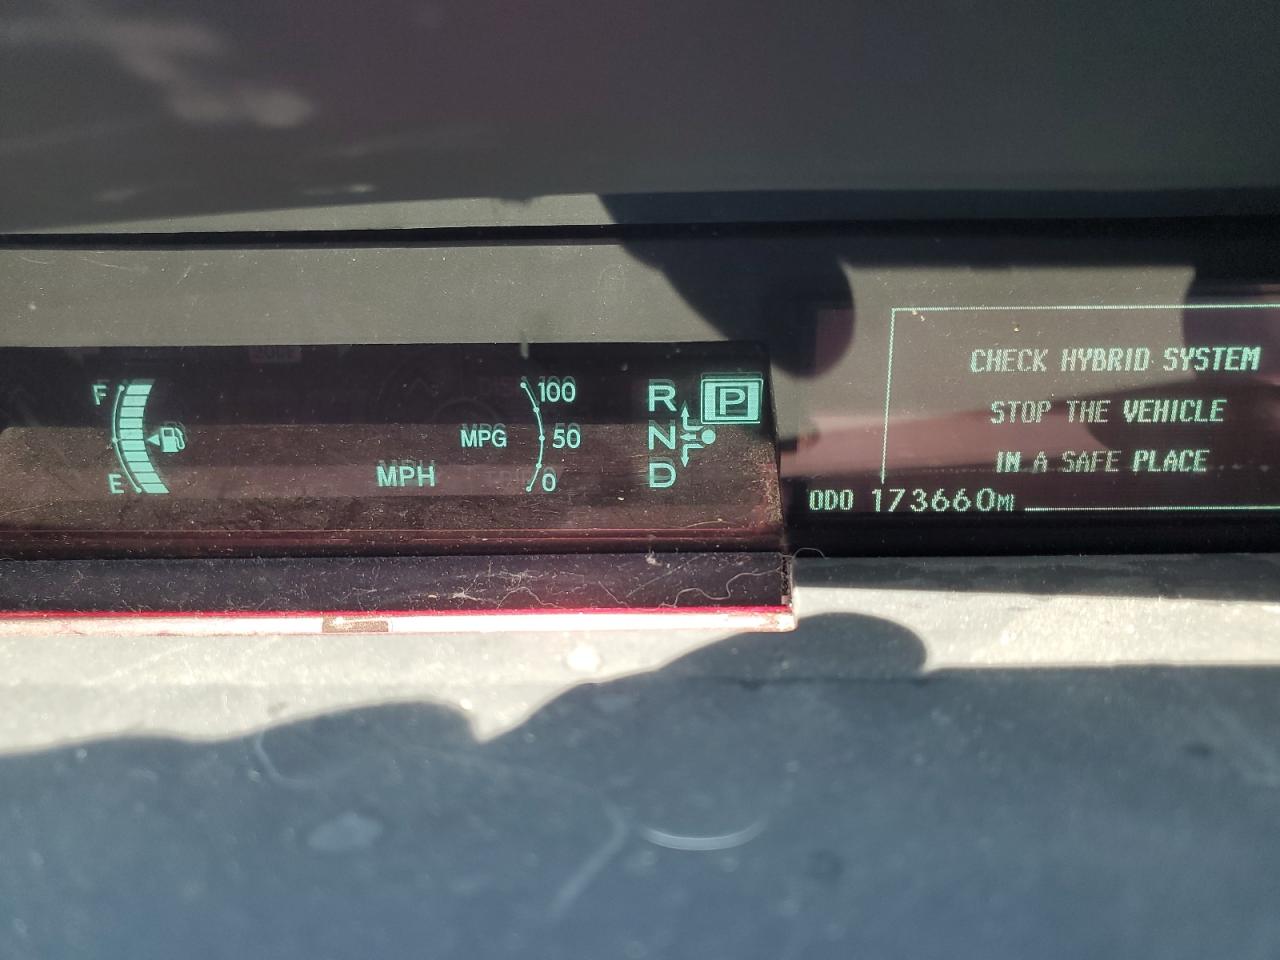 F
E
MPH
MPG
100
50
0
R
N
D
P
CHECK HYBRID SYSTEM
STOP THE VEHICLE
IN A SAFE PLACE
ODO 173660MI